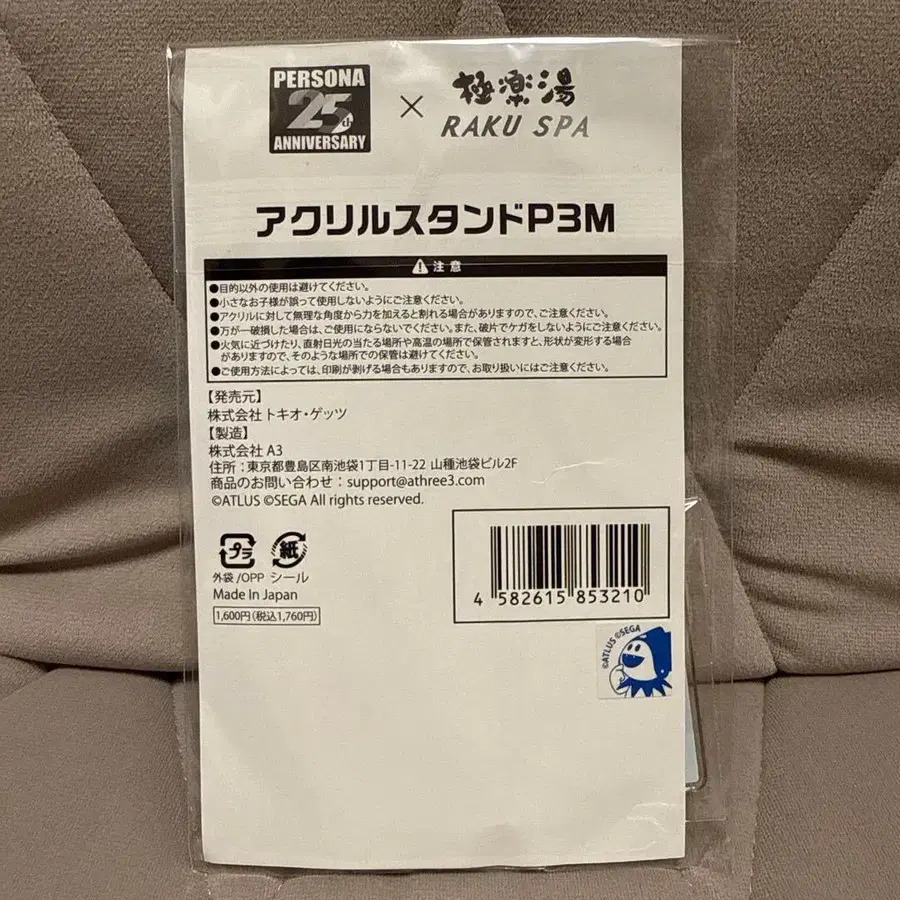 PERSONA
25th
ANNIVERSARY
×
極楽湯
RAKU SPA
アクリルスタンドP3M
注意
●目的以外の使用は避けてください。
●小さなお子様が誤って使用しないようにご注意ください。
●アクリルに対して無理な角度から力を加えると割れる場合がありますので、ご注意ください。
●万が一破損した場合は、ご使用にならないでください。また、破片でケガをしないようにご注意ください。
●火気に近づけたり、直射日光の当たる場所や高温の場所で保管されますと、形状が変形する場合
がありますので、そのような場所での保管は避けてください。
●ご使用方法によっては、印刷が剥げる場合もありますので、お取り扱いにはご注意ください。
【発売元】
株式会社トキオ・ゲッツ
【製造】
株式会社 A3
住所：東京都豊島区南池袋1丁目-11-22 山種池袋ビル2F
商品のお問い合わせ：support@athree3.com
©ATLUS ©SEGA All rights reserved.
プラ
紙
外袋/OPP シール
Made In Japan
1,600円(税込1,760円)
4 582615 853210
©ATLUS ©SEGA